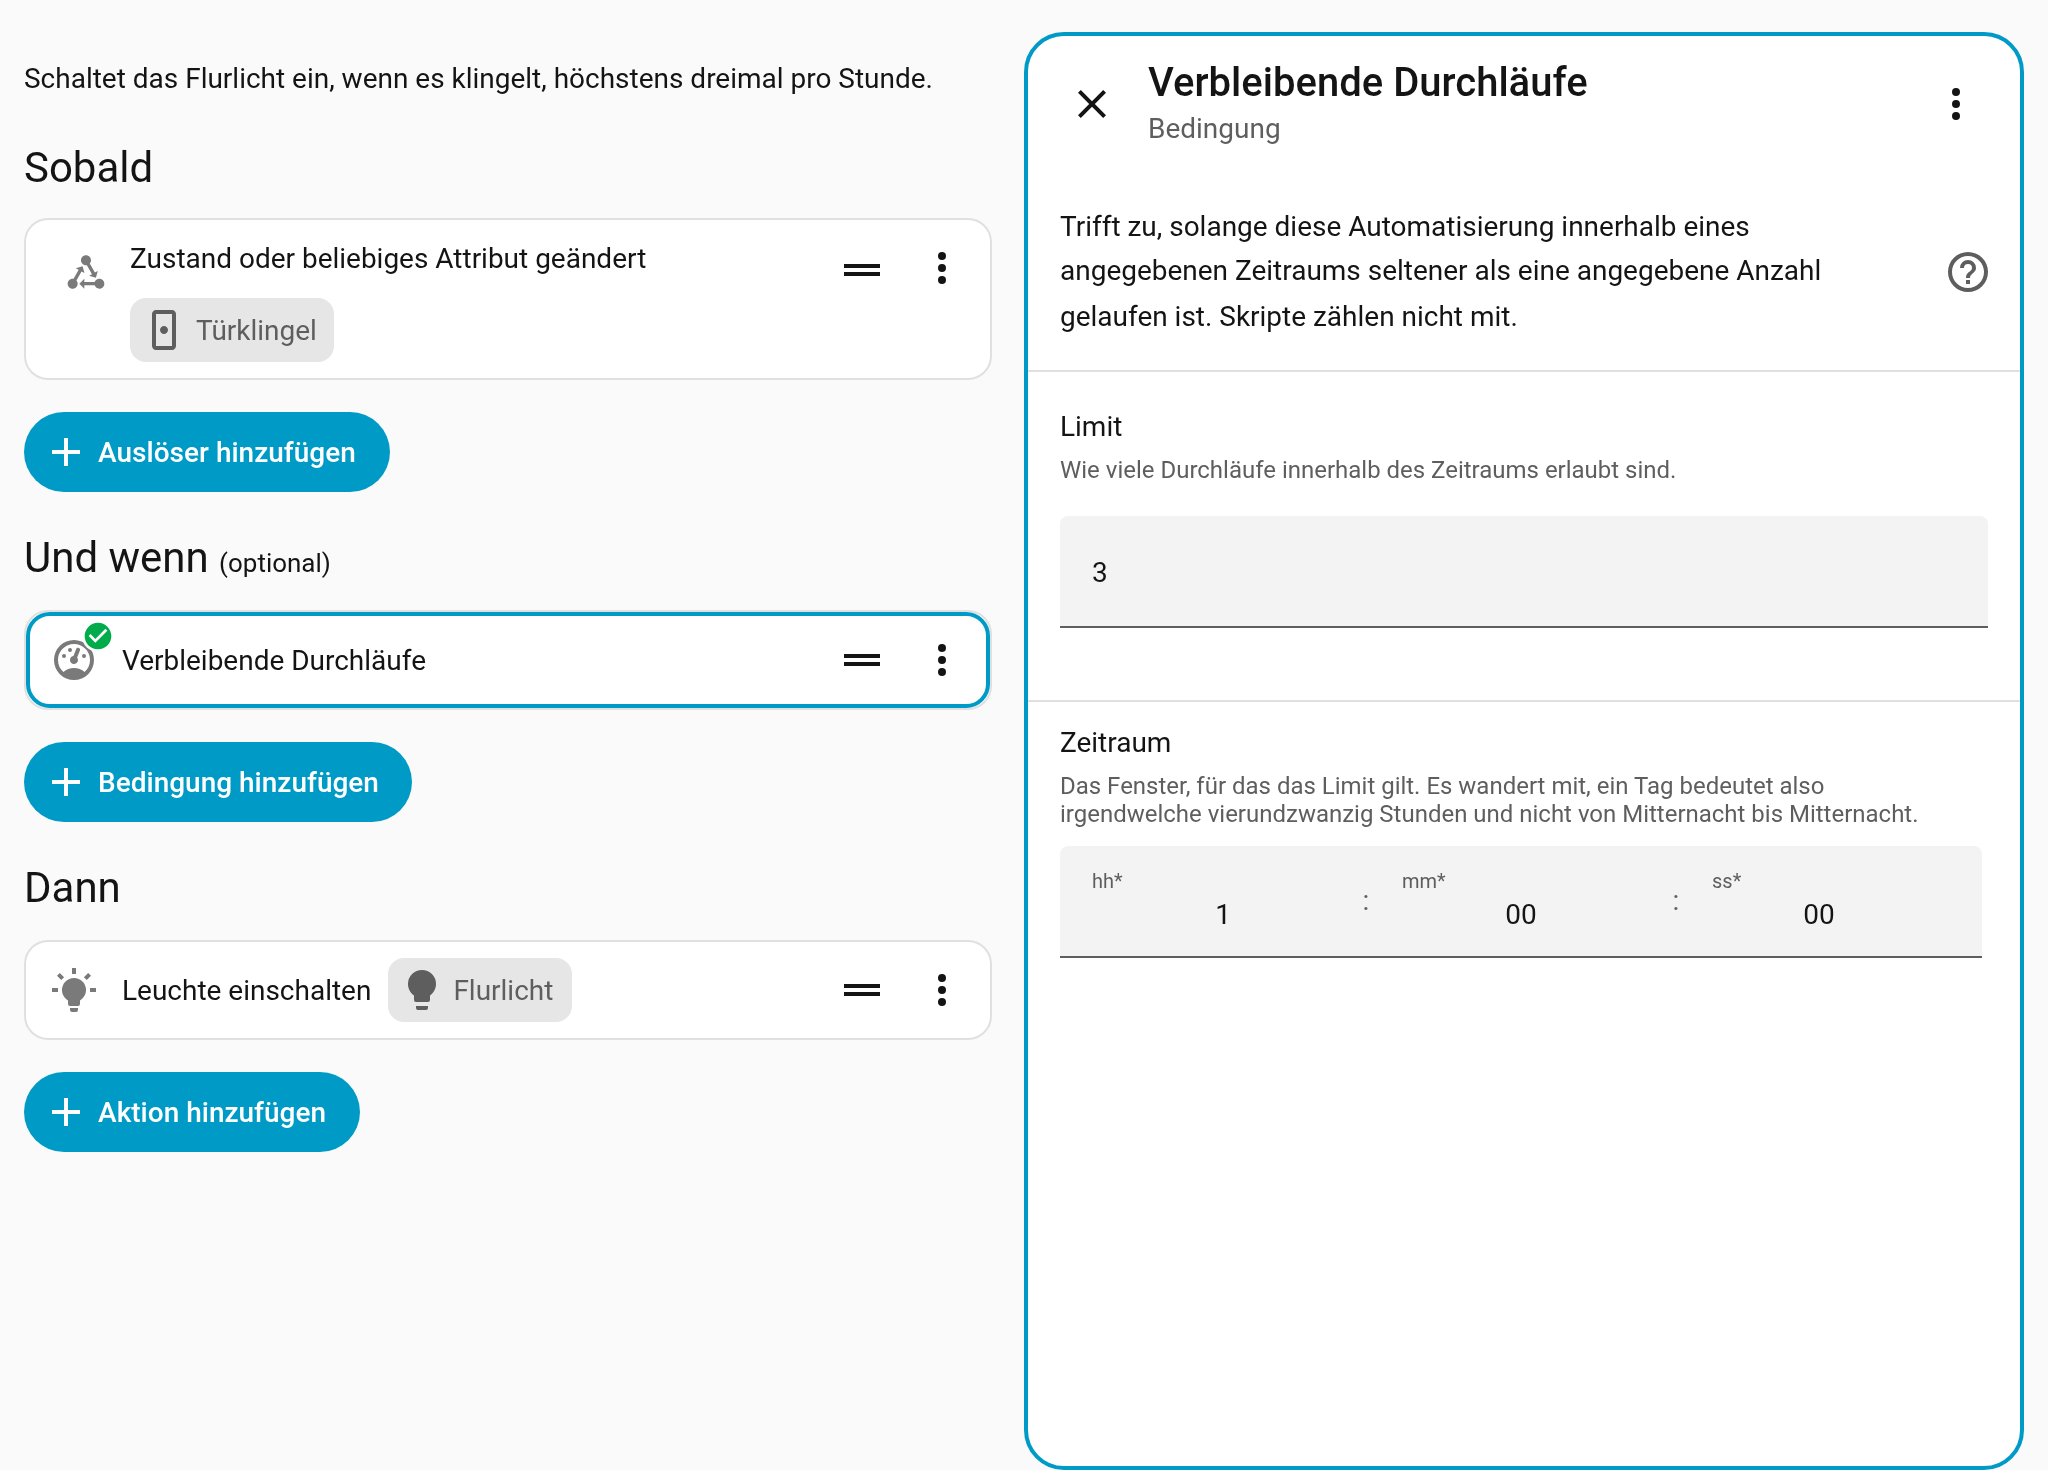 Schaltet das Flurlicht ein, wenn es klingelt, höchstens dreimal pro Stunde.
Sobald
Zustand oder beliebiges Attribut geändert
Türklingel
Auslöser hinzufügen
Und wenn (optional)
Verbleibende Durchläufe
Bedingung hinzufügen
Dann
Leuchte einschalten Flurlicht
Aktion hinzufügen
Verbleibende Durchläufe
Bedingung
Trifft zu, solange diese Automatisierung innerhalb eines
angegebenen Zeitraums seltener als eine angegebene Anzahl
gelaufen ist. Skripte zählen nicht mit.
Limit
Wie viele Durchläufe innerhalb des Zeitraums erlaubt sind.
3
Zeitraum
Das Fenster, für das das Limit gilt. Es wandert mit, ein Tag bedeutet also
irgendwelche vierundzwanzig Stunden und nicht von Mitternacht bis Mitternacht.
hh* mm* ss*
1 : 00 : 00